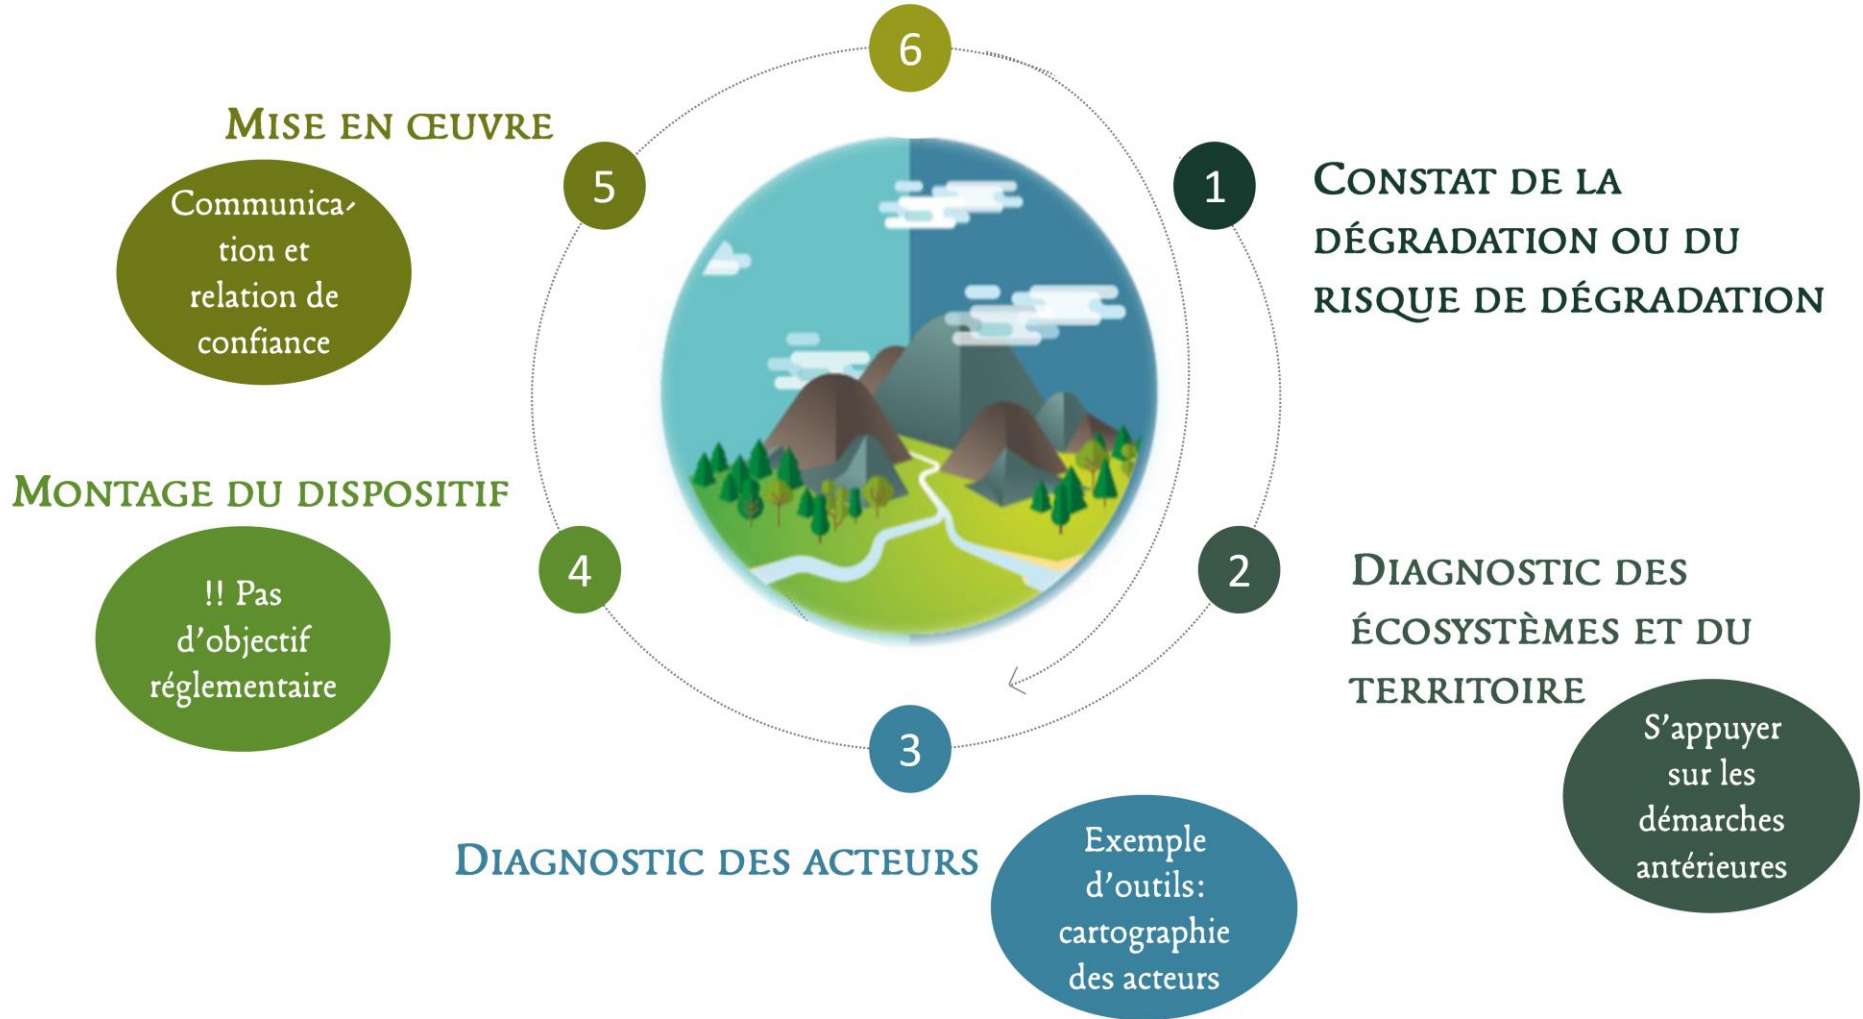 6
1
CONSTAT DE LA
DÉGRADATION OU DU
RISQUE DE DÉGRADATION
2
DIAGNOSTIC DES
ÉCOSYSTÈMES ET DU
TERRITOIRE
S'appuyer
sur les
démarches
antérieures
3
DIAGNOSTIC DES ACTEURS
Exemple
d'outils:
cartographie
des acteurs
4
MONTAGE DU DISPOSITIF
!! Pas
d'objectif
réglementaire
5
MISE EN ŒUVRE
Communica-
tion et
relation de
confiance